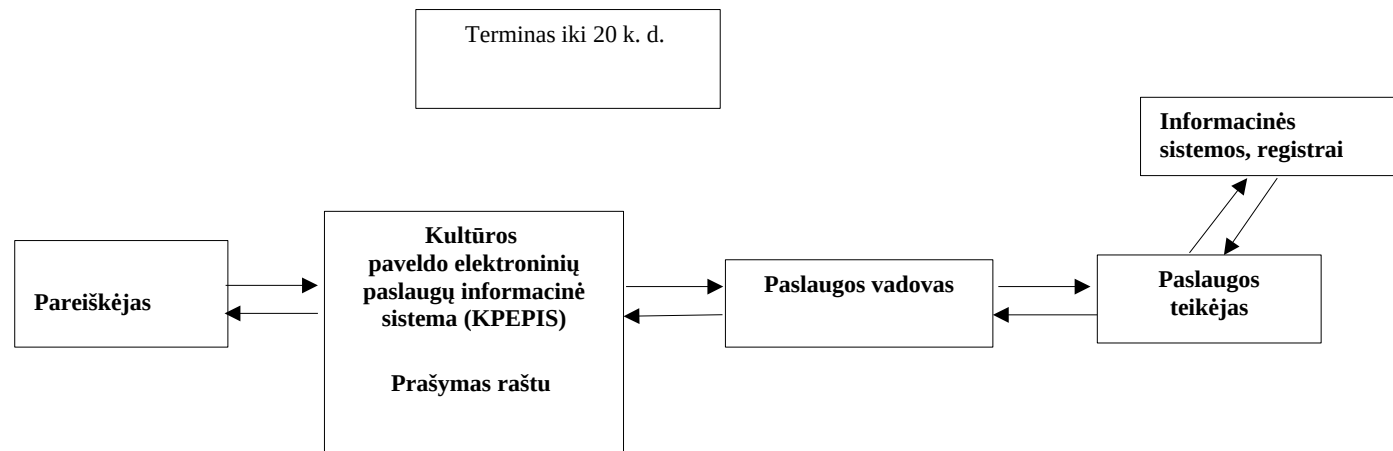 Terminas iki 20 k. d.
Informacinės
sistemos, registrai
Kultūros
paveldo elektroninių
paslaugų informacinė
sistema (KPEPIS)
Prašymas raštu
Pareiškėjas
Paslaugos vadovas
Paslaugos
teikėjas